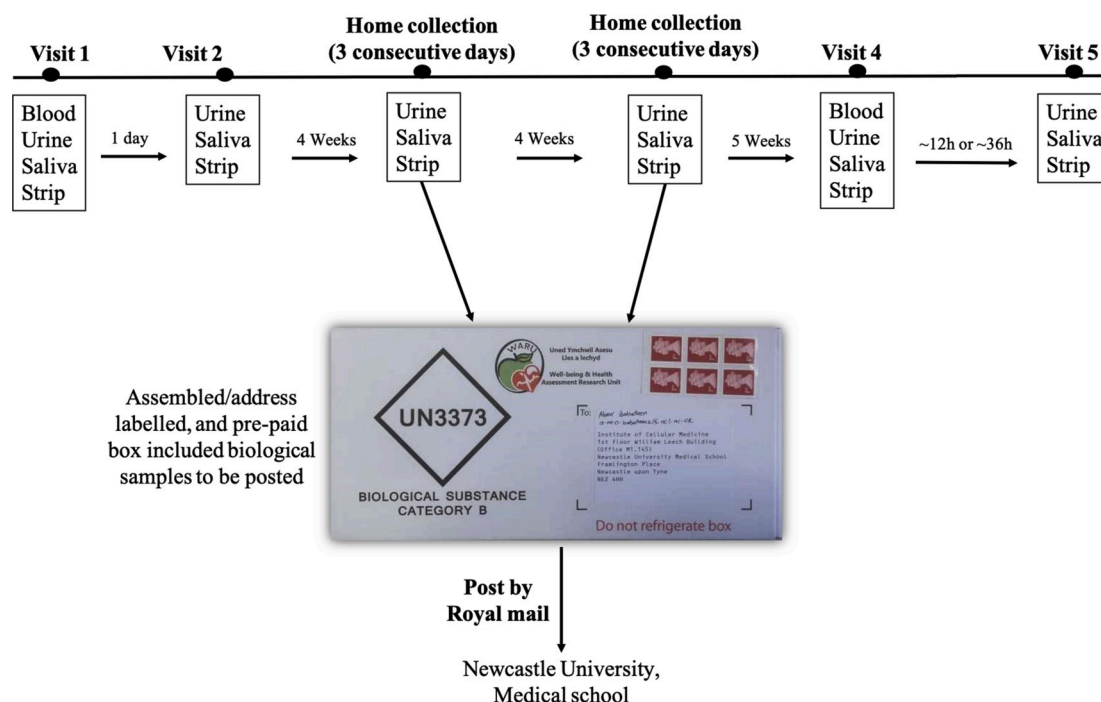 Visit 1
Visit 2
Home collection
(3 consecutive days)
Home collection
(3 consecutive days)
Visit 4
Visit 5
Blood
Urine
Saliva
Strip
1 day
Urine
Saliva
Strip
4 Weeks
Urine
Saliva
Strip
4 Weeks
Urine
Saliva
Strip
5 Weeks
Blood
Urine
Saliva
Strip
~12h or ~36h
Urine
Saliva
Strip
Assembled/address
labelled, and pre-paid
box included biological
samples to be posted
UN3373
BIOLOGICAL SUBSTANCE
CATEGORY B
WARU
Uned Ymchwil Asesu
Lles a Iechyd
Well-being & Health
Assessment Research Unit
To:
Institute of Cellular Medicine
1st Floor William Leech Building
(Office M1.145)
Newcastle University Medical School
Framlington Place
Newcastle upon Tyne
NE2 4HH
Do not refrigerate box
Post by
Royal mail
Newcastle University,
Medical school